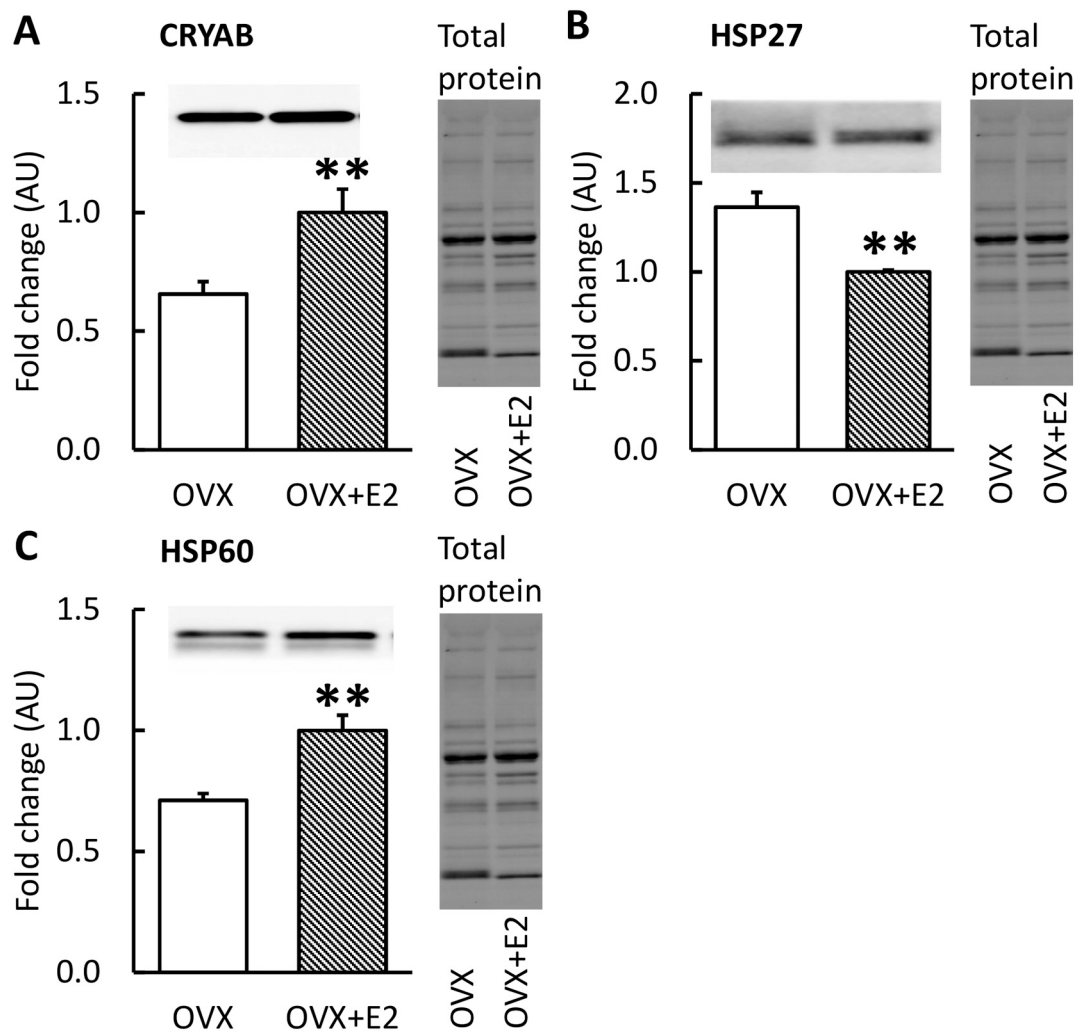 A
CRYAB
Total
protein
1.5
1.0
0.5
0.0
Fold change (AU)
**
OVX
OVX+E2
OVX
OVX+E2
B
HSP27
Total
protein
2.0
1.5
1.0
0.5
0.0
Fold change (AU)
**
OVX
OVX+E2
OVX
OVX+E2
C
HSP60
Total
protein
1.5
1.0
0.5
0.0
Fold change (AU)
**
OVX
OVX+E2
OVX
OVX+E2